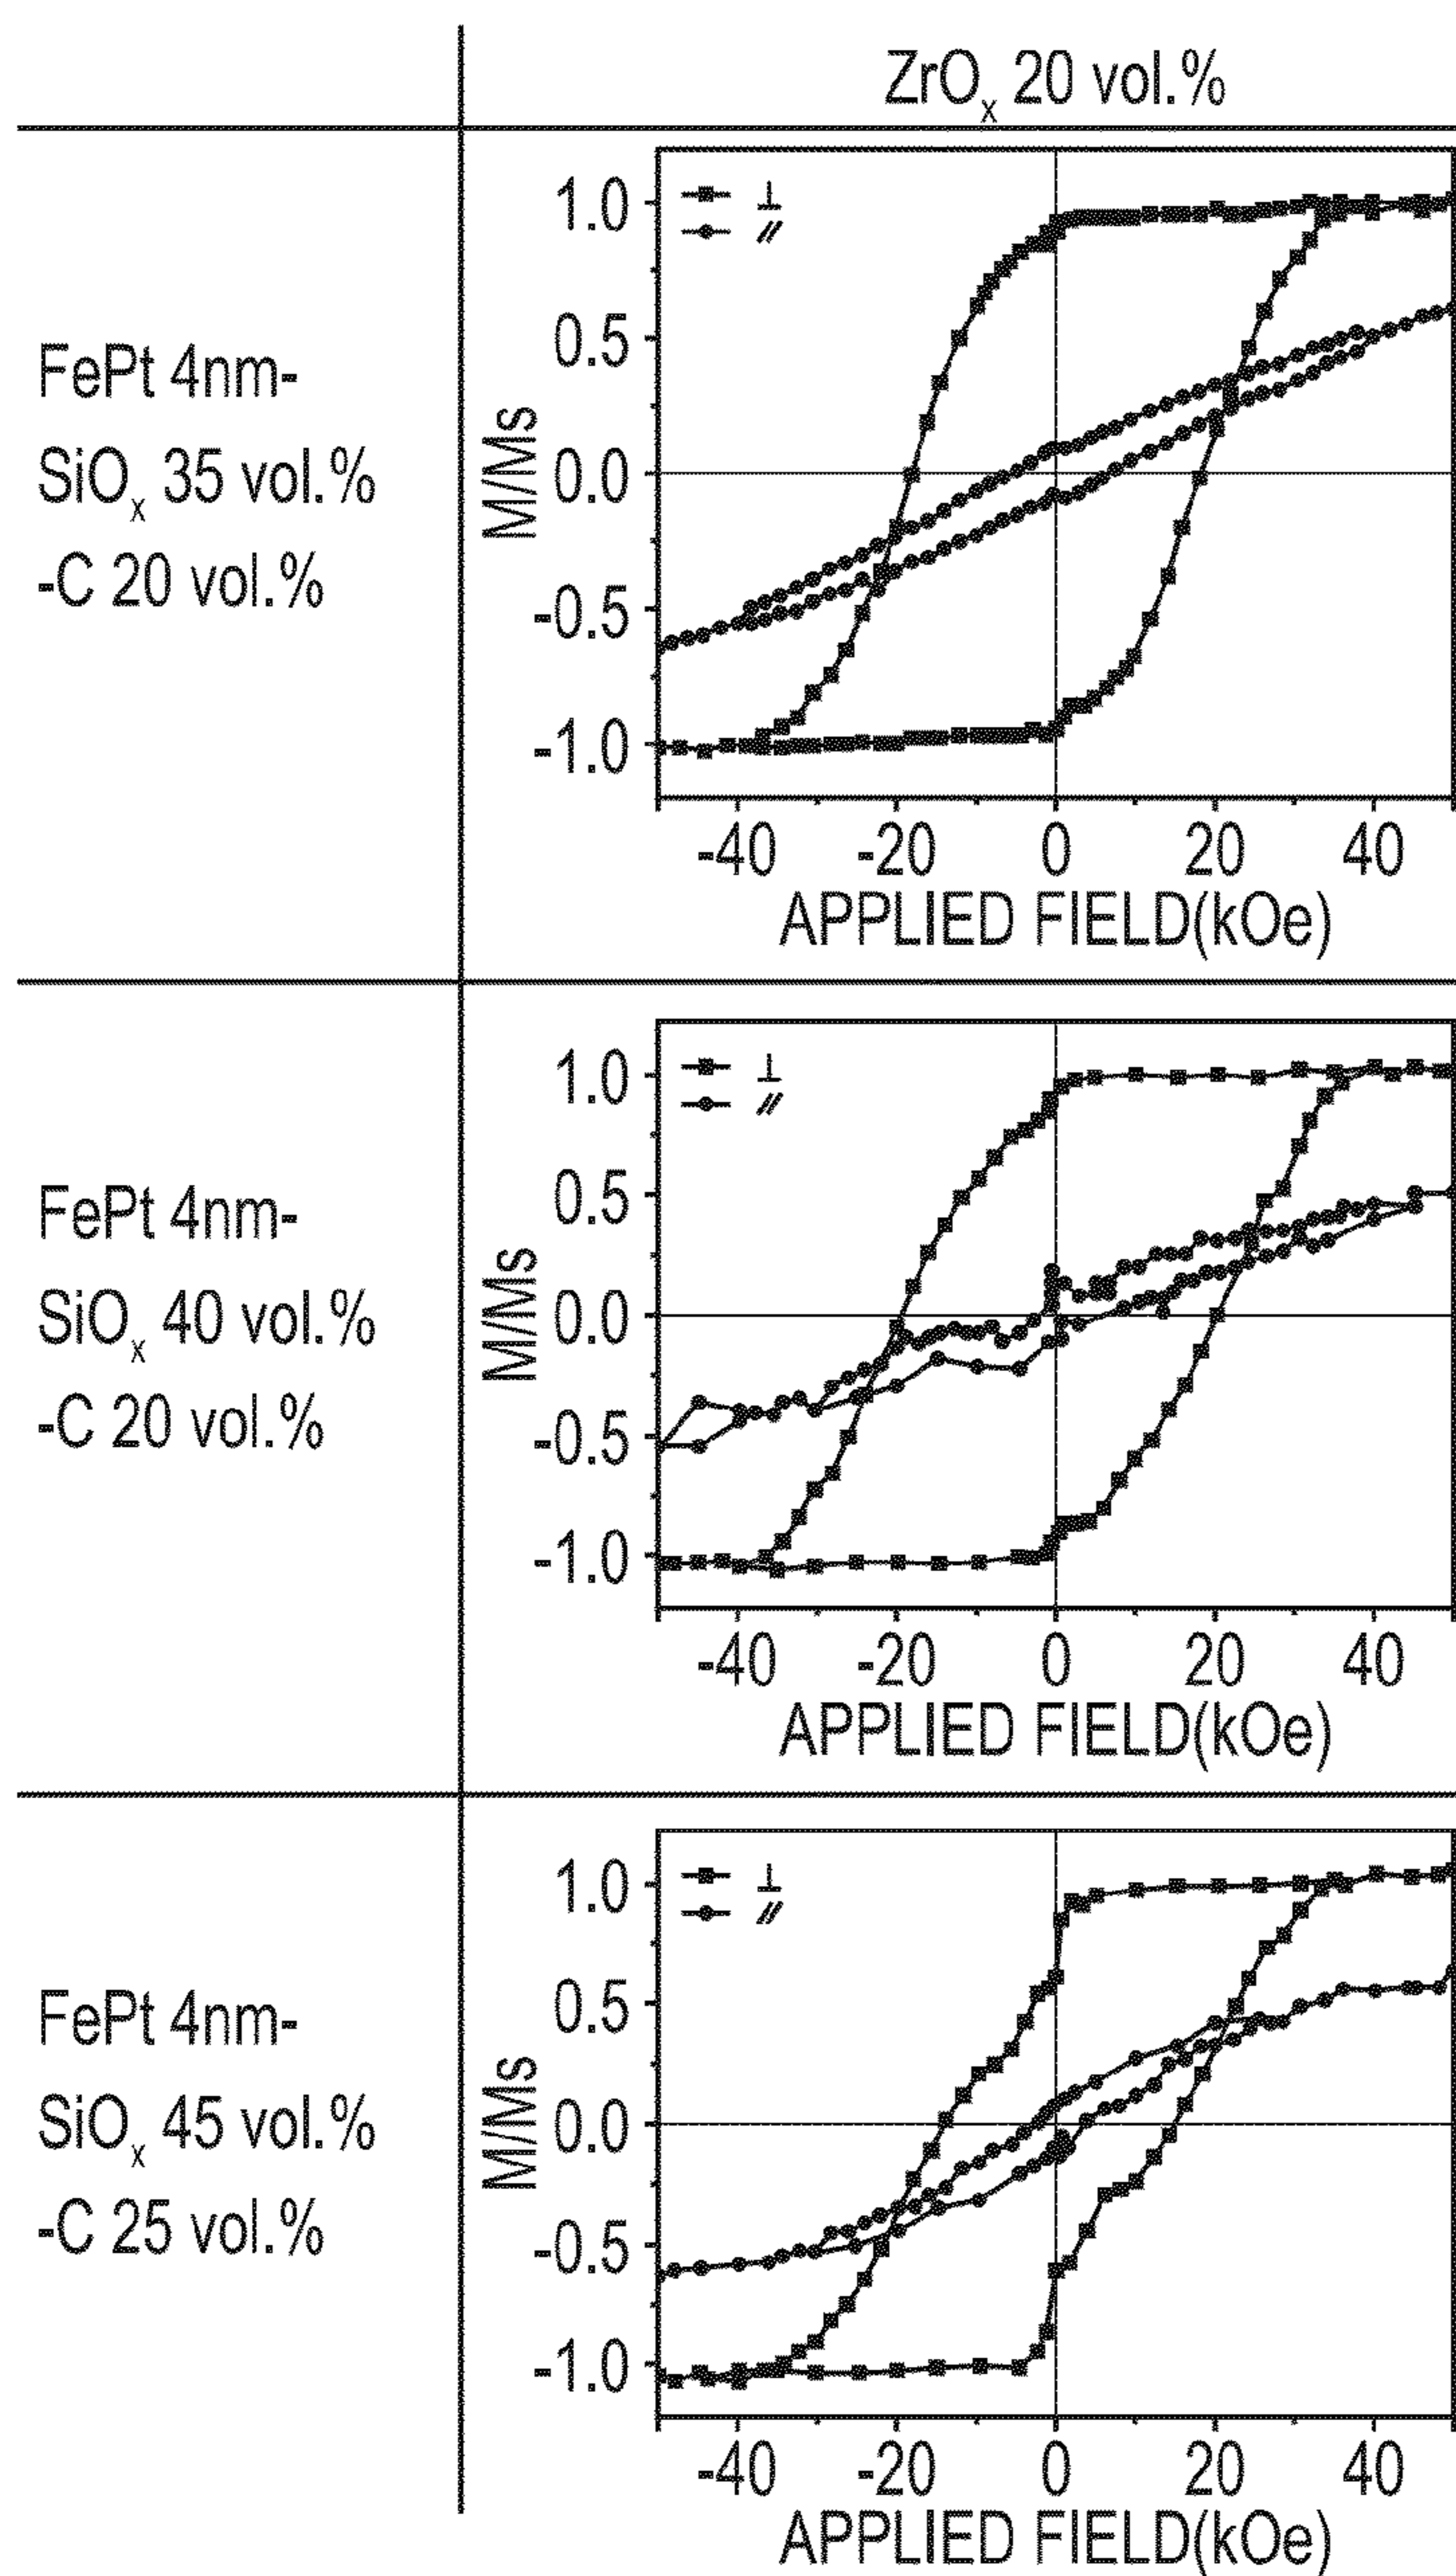 ZrOx 20 vol.%
FePt 4nm-
SiOx 35 vol.%
-C 20 vol.%
⊥
//
1.0
0.5
0.0
-0.5
-1.0
M/Ms
-40 -20 0 20 40
APPLIED FIELD(kOe)
FePt 4nm-
SiOx 40 vol.%
-C 20 vol.%
⊥
//
1.0
0.5
0.0
-0.5
-1.0
M/Ms
-40 -20 0 20 40
APPLIED FIELD(kOe)
FePt 4nm-
SiOx 45 vol.%
-C 25 vol.%
⊥
//
1.0
0.5
0.0
-0.5
-1.0
M/Ms
-40 -20 0 20 40
APPLIED FIELD(kOe)